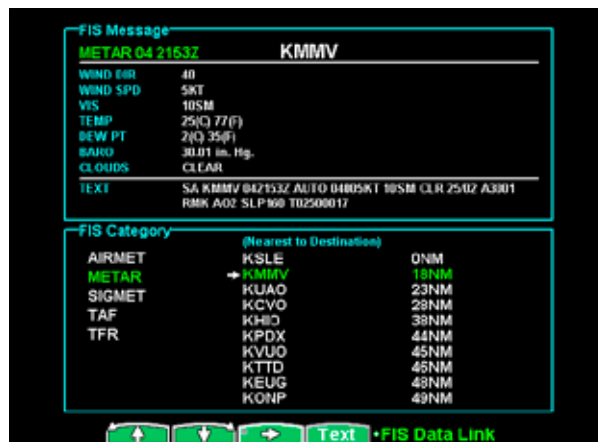 FIS Message
METAR 04 2153Z KMMV
WIND DIR 40
WIND SPD 5KT
VIS 10SM
TEMP 25(C) 77(F)
DEW PT 2(C) 35(F)
BARO 30.01 in. Hg.
CLOUDS CLEAR
TEXT SA KMMV 042153Z AUTO 04005KT 10SM CLR 25/02 A3001
RMK AO2 SLP160 T02500017
FIS Category
(Nearest to Destination)
AIRMET KSLE 0NM
METAR KMMV 18NM
SIGMET KUAO 23NM
TAF KCVO 28NM
TFR KHIO 38NM
KPDX 44NM
KVUO 45NM
KTTD 46NM
KEUG 48NM
KONP 49NM
Text FIS Data Link